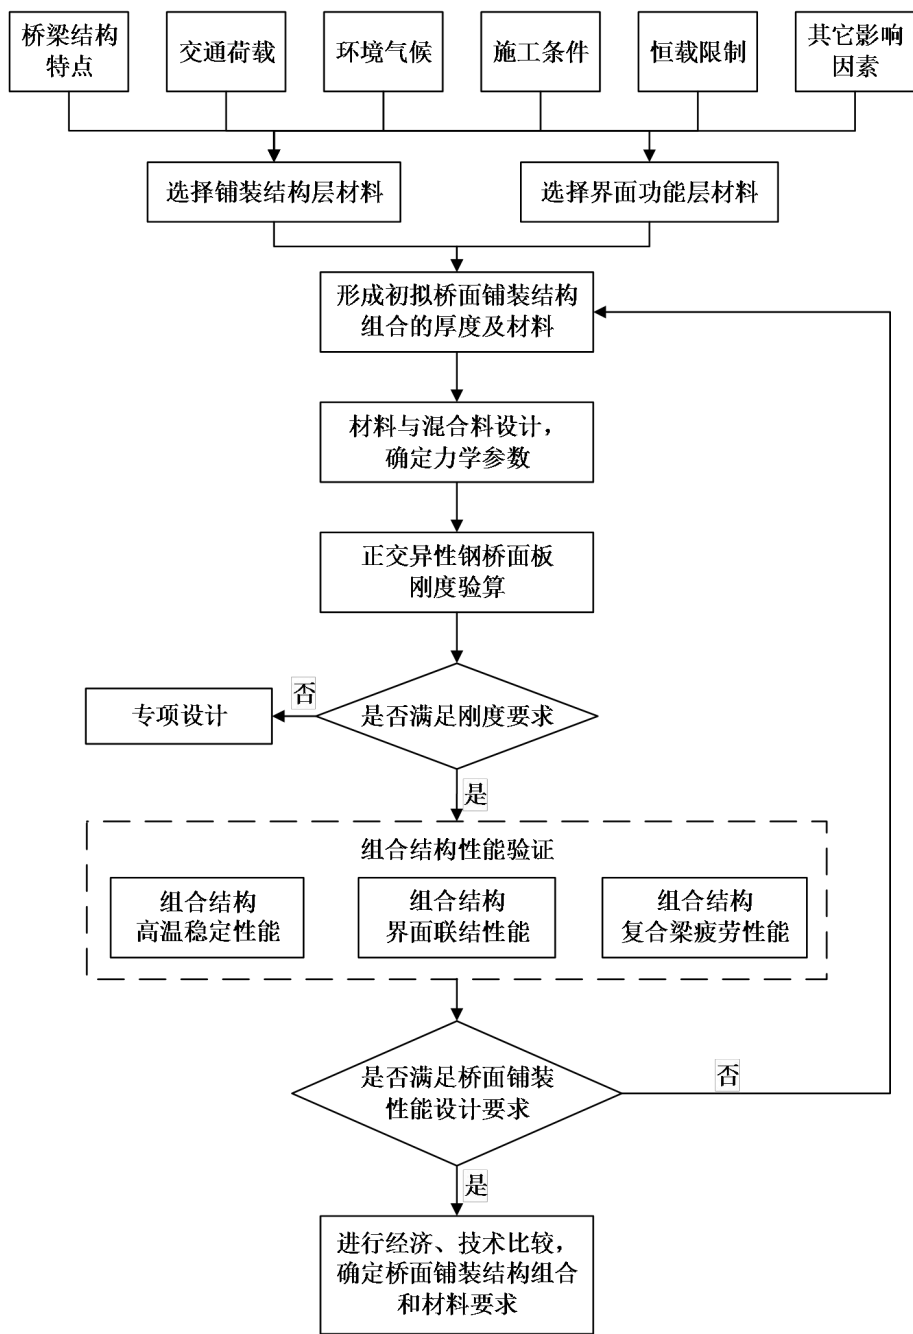 桥梁结构
特点
交通荷载
环境气候
施工条件
恒载限制
其它影响
因素
选择铺装结构层材料
选择界面功能层材料
形成初拟桥面铺装结构
组合的厚度及材料
材料与混合料设计，
确定力学参数
正交异性钢桥面板
刚度验算
是否满足刚度要求
否
专项设计
是
组合结构性能验证
组合结构
高温稳定性能
组合结构
界面联结性能
组合结构
复合梁疲劳性能
是否满足桥面铺装
性能设计要求
否
是
进行经济、技术比较，
确定桥面铺装结构组合
和材料要求